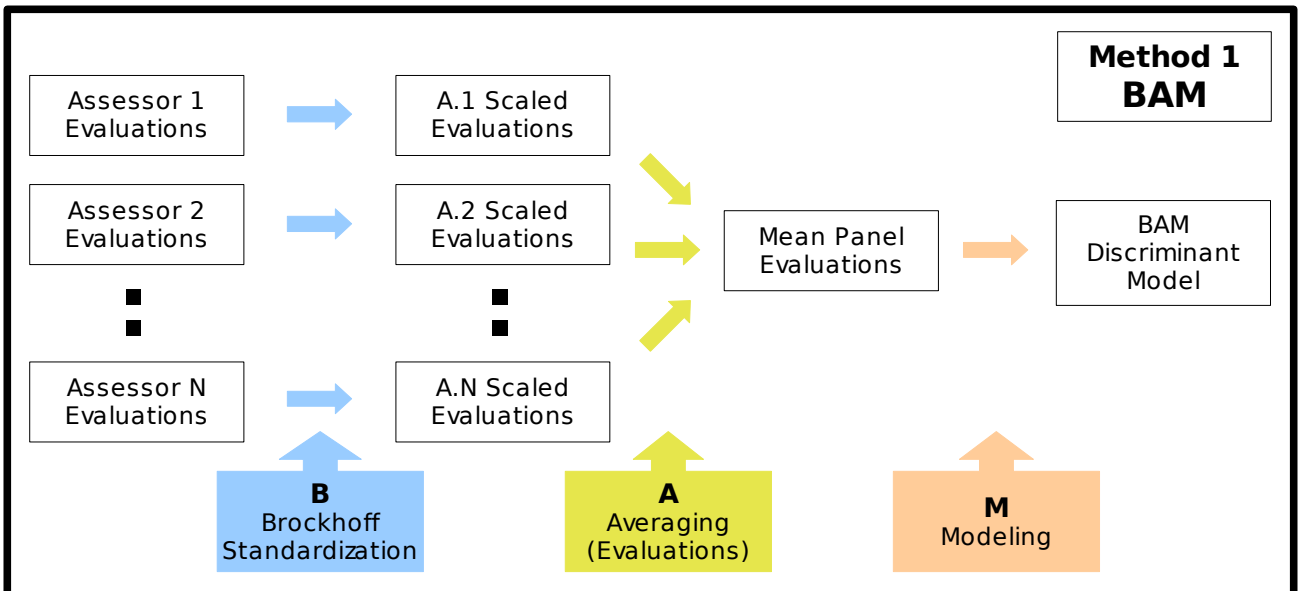 Method 1
BAM
Assessor 1
Evaluations
A.1 Scaled
Evaluations
Assessor 2
Evaluations
A.2 Scaled
Evaluations
Mean Panel
Evaluations
BAM
Discriminant
Model
Assessor N
Evaluations
A.N Scaled
Evaluations
B
Brockhoff
Standardization
A
Averaging
(Evaluations)
M
Modeling